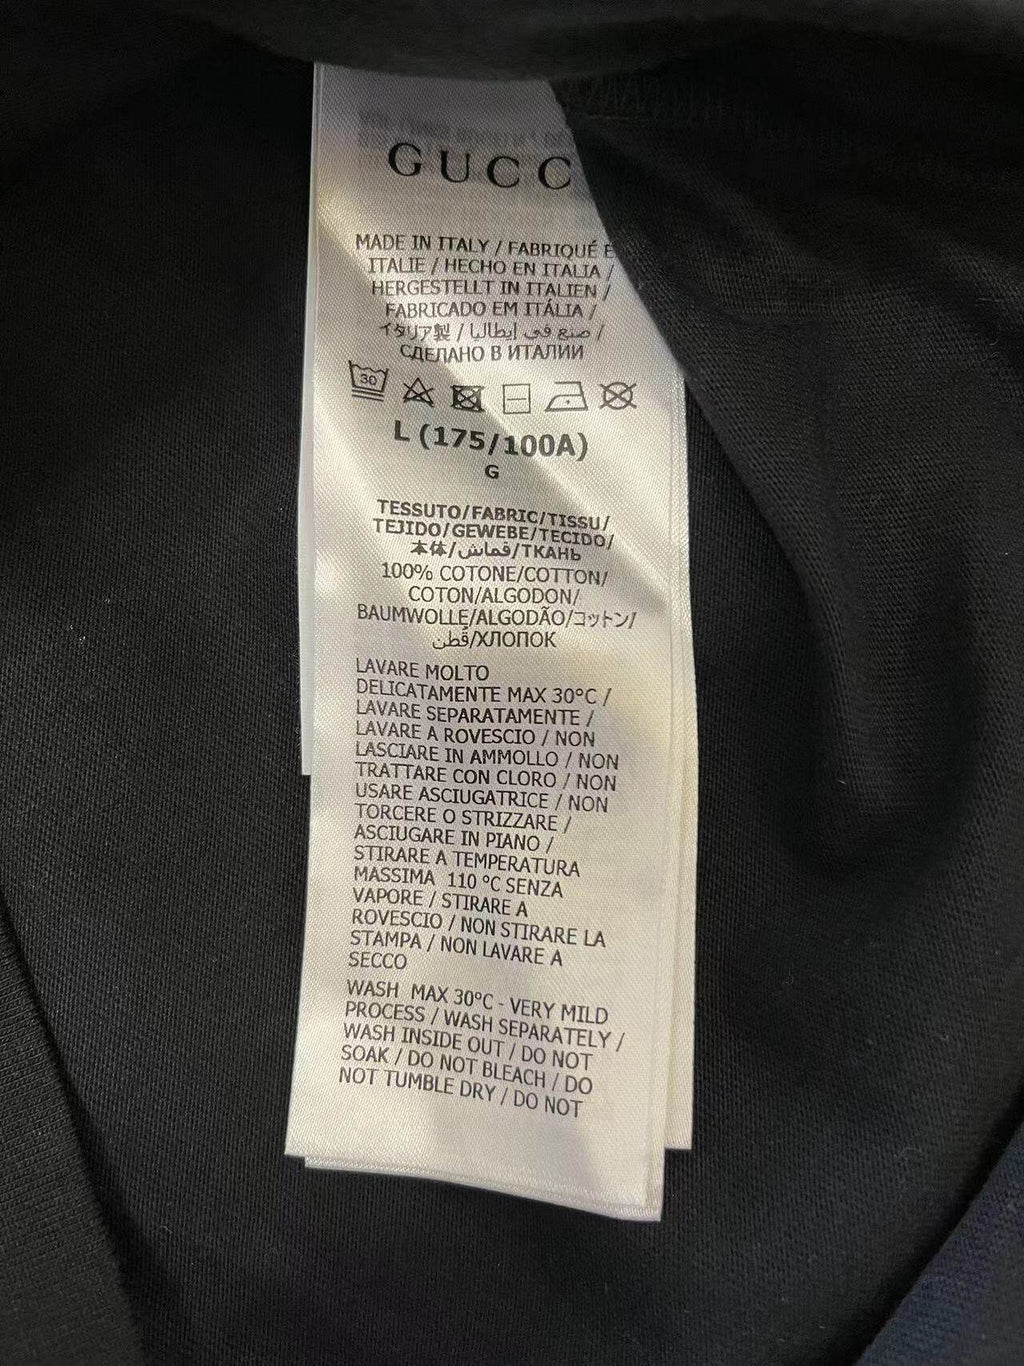 GUCC
MADE IN ITALY / FABRIQUÉ E
ITALIE / HECHO EN ITALIA /
HERGESTELLT IN ITALIEN /
FABRICADO EM ITÁLIA /
イタリア製 / صنع في إيطاليا /
СДЕЛАНО В ИТАЛИИ
30
L (175/100A)
G
TESSUTO/FABRIC/TISSU/
TEJIDO/GEWEBE/TECIDO/
本体/قماش/ТКАНЬ
100% COTONE/COTTON/
COTON/ALGODON/
BAUMWOLLE/ALGODÃO/コットン/
قُطن/ХЛОПОК
LAVARE MOLTO
DELICATAMENTE MAX 30°C /
LAVARE SEPARATAMENTE /
LAVARE A ROVESCIO / NON
LASCIARE IN AMMOLLO / NON
TRATTARE CON CLORO / NON
USARE ASCIUGATRICE / NON
TORCERE O STRIZZARE /
ASCIUGARE IN PIANO /
STIRARE A TEMPERATURA
MASSIMA 110 °C SENZA
VAPORE / STIRARE A
ROVESCIO / NON STIRARE LA
STAMPA / NON LAVARE A
SECCO
WASH MAX 30°C - VERY MILD
PROCESS / WASH SEPARATELY /
WASH INSIDE OUT / DO NOT
SOAK / DO NOT BLEACH / DO
NOT TUMBLE DRY / DO NOT